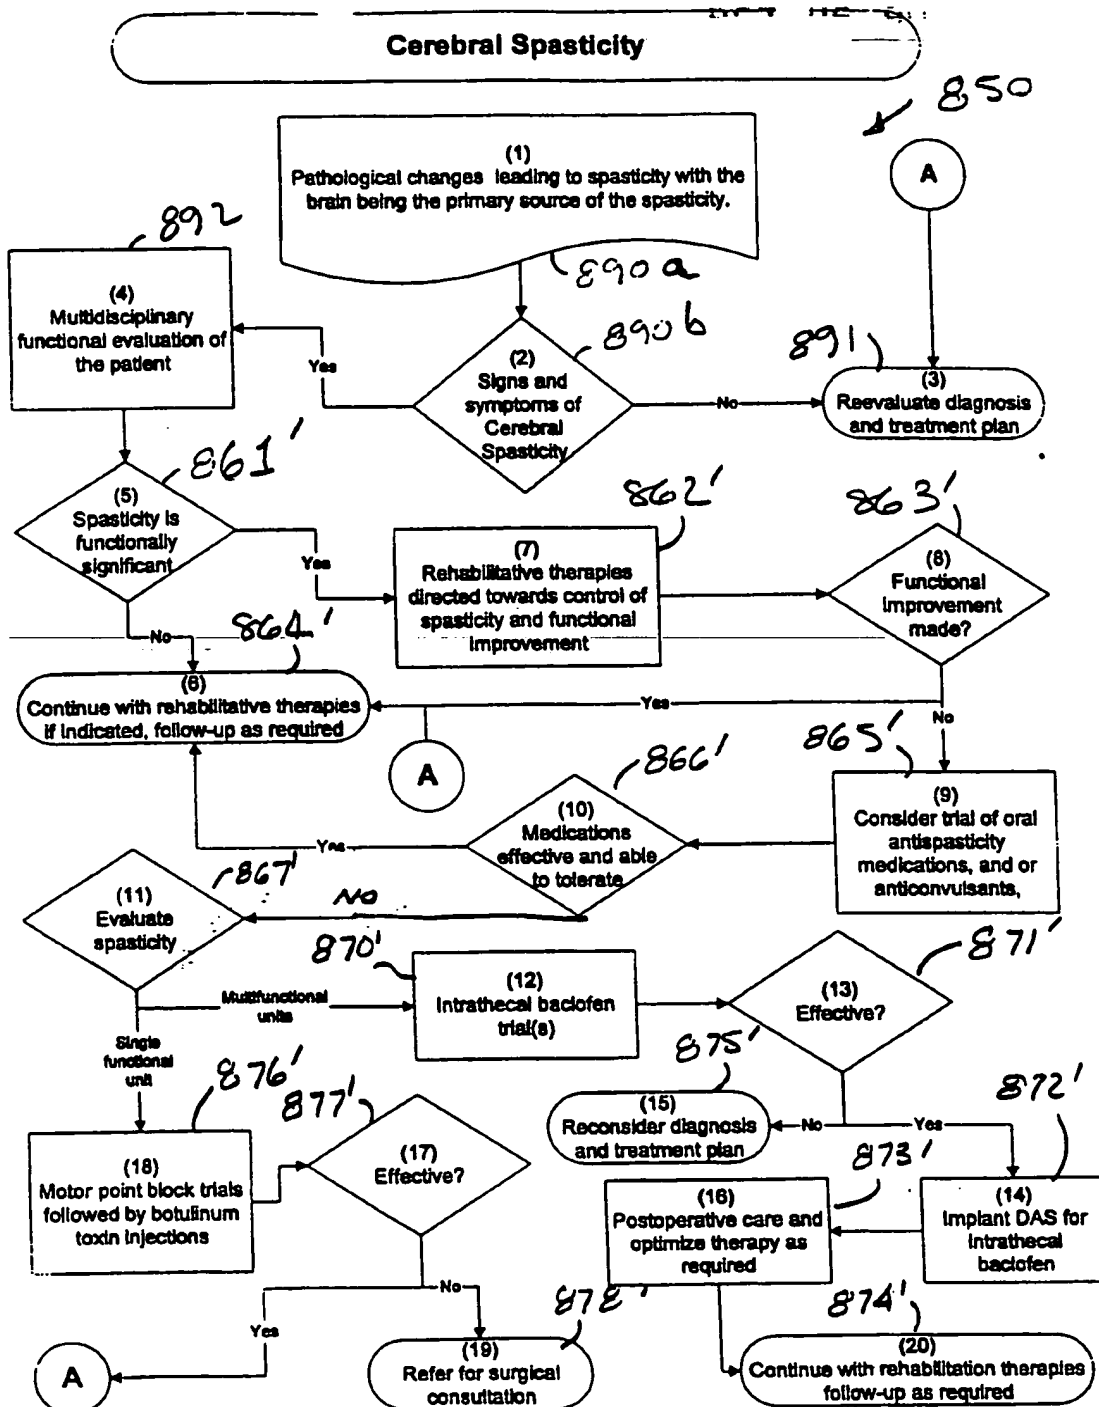 Cerebral Spasticity
850
(1)
Pathological changes leading to spasticity with the
brain being the primary source of the spasticity.
A
892
890a
(4)
Multidisciplinary
functional evaluation of
the patient
Yes
890b
(2)
Signs and
symptoms of
Cerebral
Spasticity
No
891
(3)
Reevaluate diagnosis
and treatment plan
861'
(5)
Spasticity is
functionally
significant
Yes
862'
(7)
Rehabilitative therapies
directed towards control of
spasticity and functional
improvement
863'
(8)
Functional
improvement
made?
No
864'
(6)
Continue with rehabilitative therapies
if indicated, follow-up as required
Yes
No
A
865'
866'
(9)
Consider trial of oral
antispasticity
medications, and or
anticonvulsants,
(10)
Medications
effective and able
to tolerate
Yes
867'
No
(11)
Evaluate
spasticity
870'
Multifunctional
units
(12)
Intrathecal baclofen
trial(s)
871'
(13)
Effective?
Single
functional
unit
875'
876'
877'
872'
(15)
Reconsider diagnosis
and treatment plan
No
Yes
873'
(18)
Motor point block trials
followed by botulinum
toxin injections
(17)
Effective?
(16)
Postoperative care and
optimize therapy as
required
(14)
Implant DAS for
intrathecal
baclofen
No
878'
874'
Yes
A
(19)
Refer for surgical
consultation
(20)
Continue with rehabilitation therapies
follow-up as required